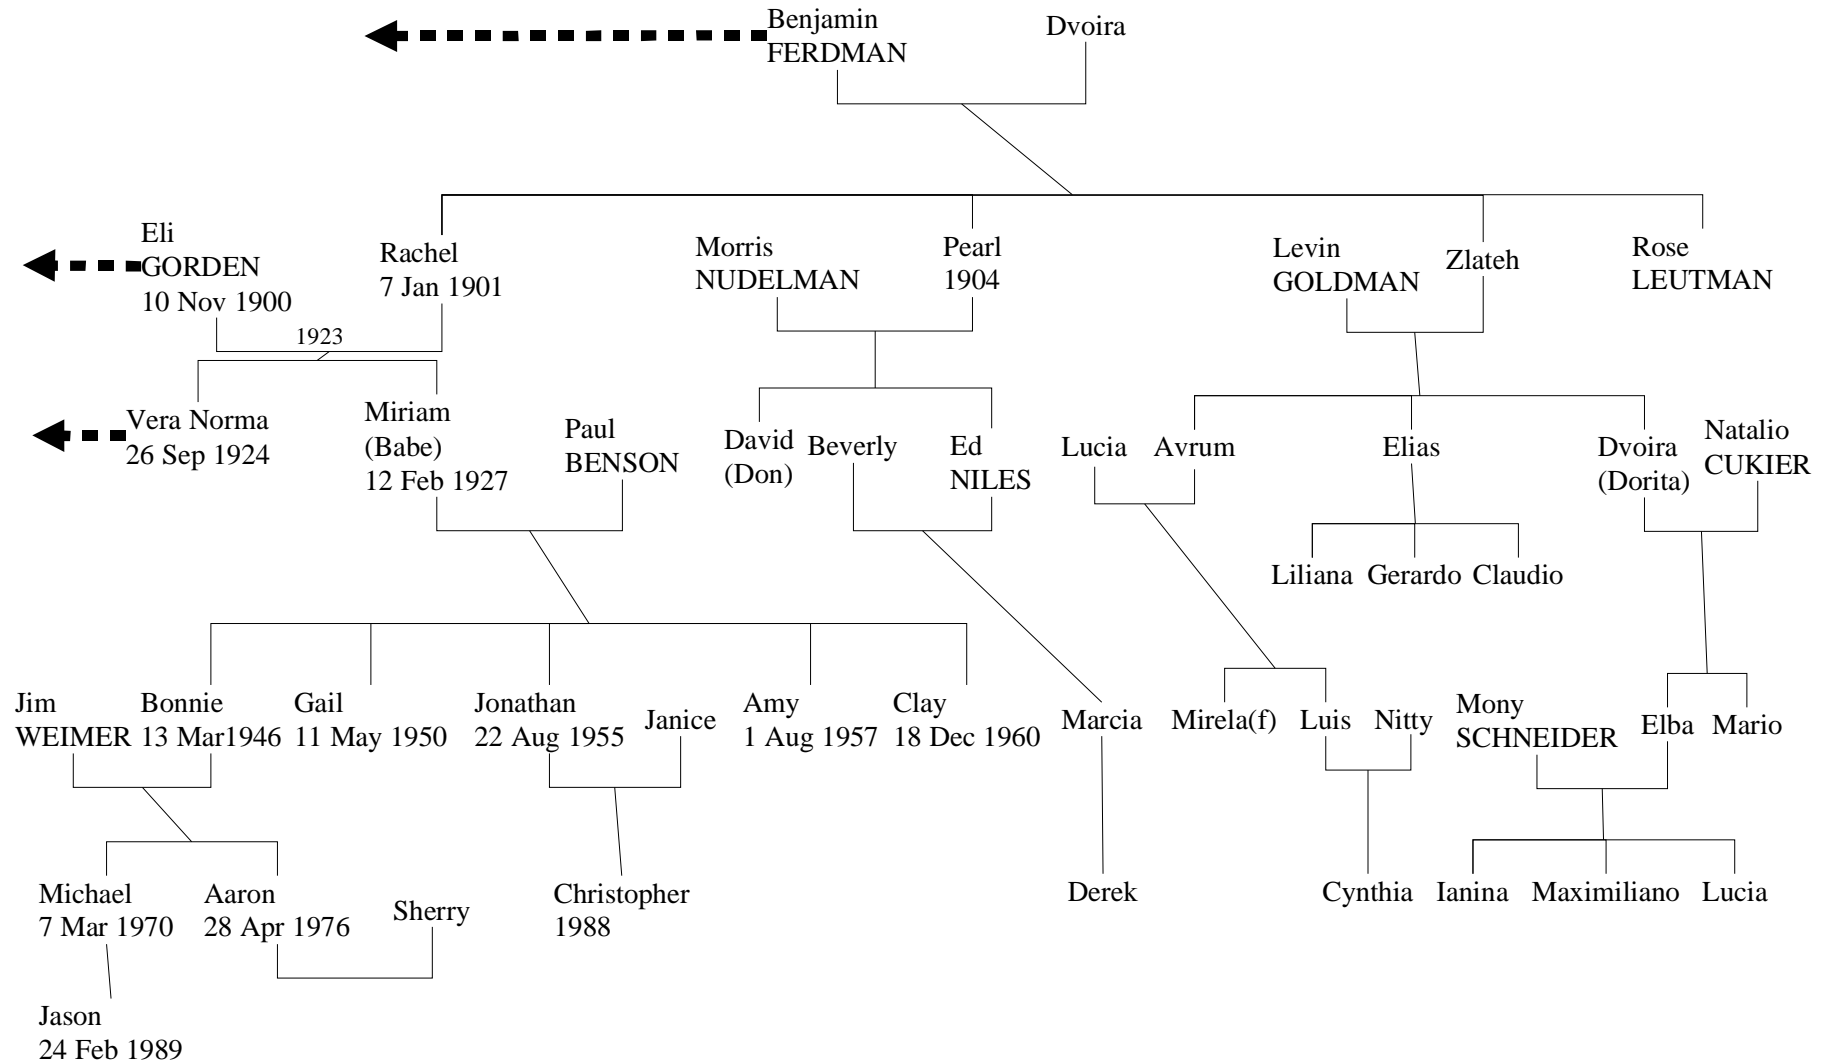 Benjamin
FERDMAN
Dvoira
Eli
GORDEN
10 Nov 1900
Rachel
7 Jan 1901
Morris
NUDELMAN
Pearl
1904
Levin
GOLDMAN
Zlateh
Rose
LEUTMAN
1923
Vera Norma
26 Sep 1924
Miriam
(Babe)
12 Feb 1927
Paul
BENSON
David
(Don)
Beverly
Ed
NILES
Lucia
Avrum
Elias
Dvoira
(Dorita)
Natalio
CUKIER
Liliana
Gerardo
Claudio
Jim
WEIMER
Bonnie
13 Mar1946
Gail
11 May 1950
Jonathan
22 Aug 1955
Janice
Amy
1 Aug 1957
Clay
18 Dec 1960
Marcia
Mirela(f)
Luis
Nitty
Mony
SCHNEIDER
Elba
Mario
Michael
7 Mar 1970
Aaron
28 Apr 1976
Sherry
Christopher
1988
Derek
Cynthia
Ianina
Maximiliano
Lucia
Jason
24 Feb 1989